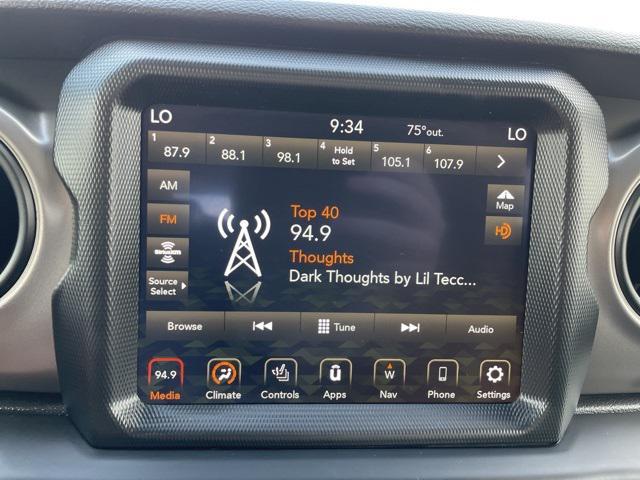 LO
9:34
75°out.
LO
1 87.9
2 88.1
3 98.1
4 Hold to Set
5 105.1
6 107.9
AM
Map
FM
HD
SiriusXM
Source Select
Top 40
94.9
Thoughts
Dark Thoughts by Lil Tecc...
Browse
Tune
Audio
94.9
W
Media
Climate
Controls
Apps
Nav
Phone
Settings